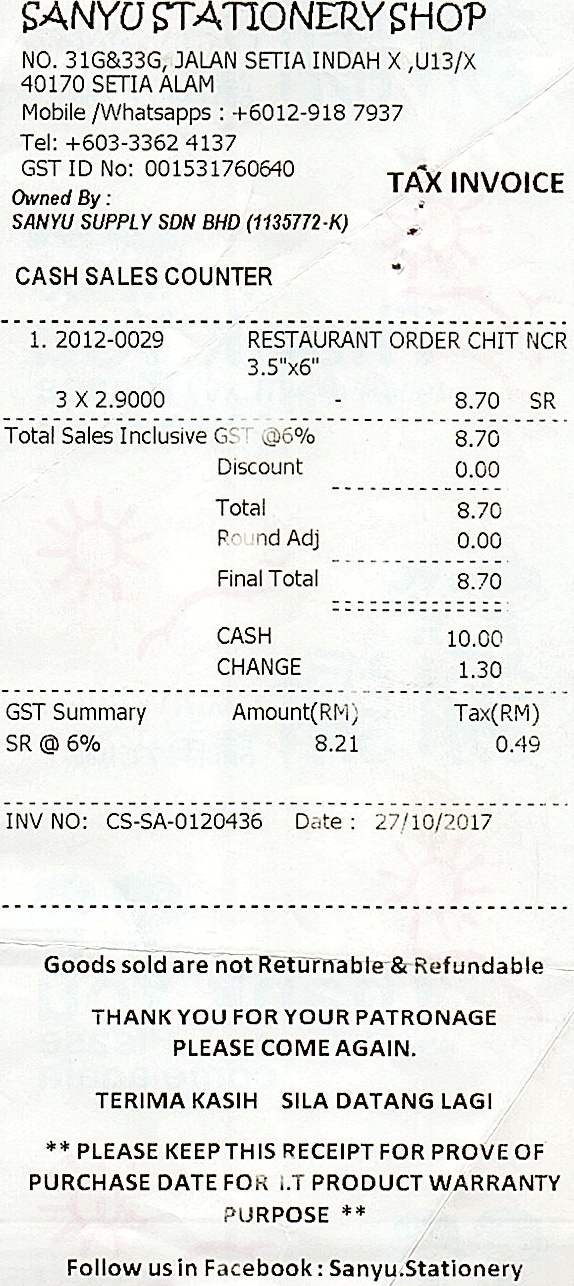 SANYU STATIONERY SHOP
NO. 31G&33G, JALAN SETIA INDAH X ,U13/X
40170 SETIA ALAM
Mobile /Whatsapps : +6012-918 7937
Tel: +603-3362 4137
GST ID No: 001531760640
TAX INVOICE
Owned By :
SANYU SUPPLY SDN BHD (1135772-K)
CASH SALES COUNTER
1. 2012-0029 RESTAURANT ORDER CHIT NCR
3.5"x6"
3 X 2.9000 - 8.70 SR
Total Sales Inclusive GST @6% 8.70
Discount 0.00
Total 8.70
Round Adj 0.00
Final Total 8.70
CASH 10.00
CHANGE 1.30
GST Summary Amount(RM) Tax(RM)
SR @ 6% 8.21 0.49
INV NO: CS-SA-0120436 Date : 27/10/2017
Goods sold are not Returnable & Refundable
THANK YOU FOR YOUR PATRONAGE
PLEASE COME AGAIN.
TERIMA KASIH SILA DATANG LAGI
** PLEASE KEEP THIS RECEIPT FOR PROVE OF
PURCHASE DATE FOR I.T PRODUCT WARRANTY
PURPOSE **
Follow us in Facebook : Sanyu.Stationery